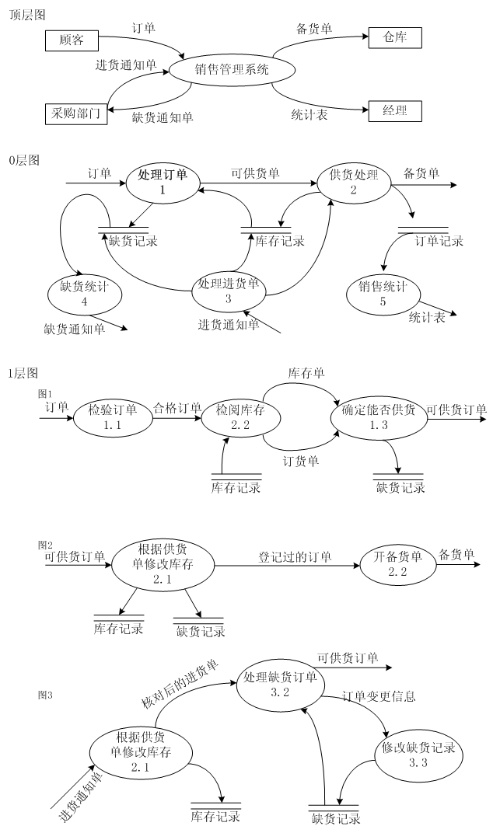 顶层图
顾客
订单
备货单
仓库
进货通知单
销售管理系统
采购部门
缺货通知单
统计表
经理
0层图
订单
处理订单
1
可供货单
供货处理
2
备货单
缺货记录
库存记录
订单记录
缺货统计
4
处理进货单
3
销售统计
5
缺货通知单
进货通知单
统计表
1层图
图1
订单
检验订单
1.1
合格订单
检阅库存
2.2
库存单
订货单
确定能否供货
1.3
可供货订单
库存记录
缺货记录
图2
可供货订单
根据供货
单修改库存
2.1
登记过的订单
开备货单
2.2
备货单
库存记录
缺货记录
图3
核对后的进货单
处理缺货订单
3.2
可供货订单
订单变更信息
根据供货
单修改库存
2.1
修改缺货记录
3.3
进货通知单
库存记录
缺货记录